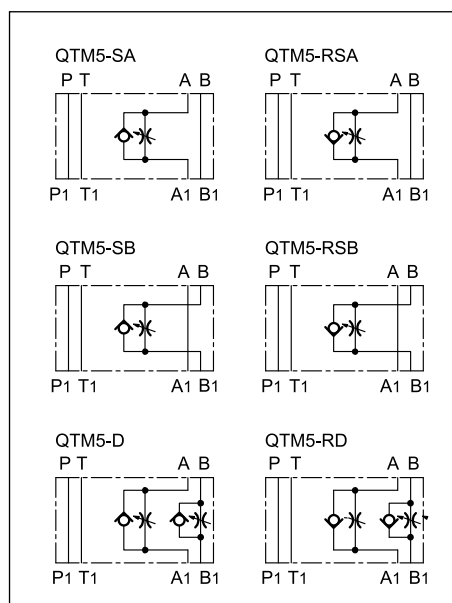 QTM5-SA
P T A B
P1 T1 A1 B1
QTM5-RSA
P T A B
P1 T1 A1 B1
QTM5-SB
P T A B
P1 T1 A1 B1
QTM5-RSB
P T A B
P1 T1 A1 B1
QTM5-D
P T A B
P1 T1 A1 B1
QTM5-RD
P T A B
P1 T1 A1 B1